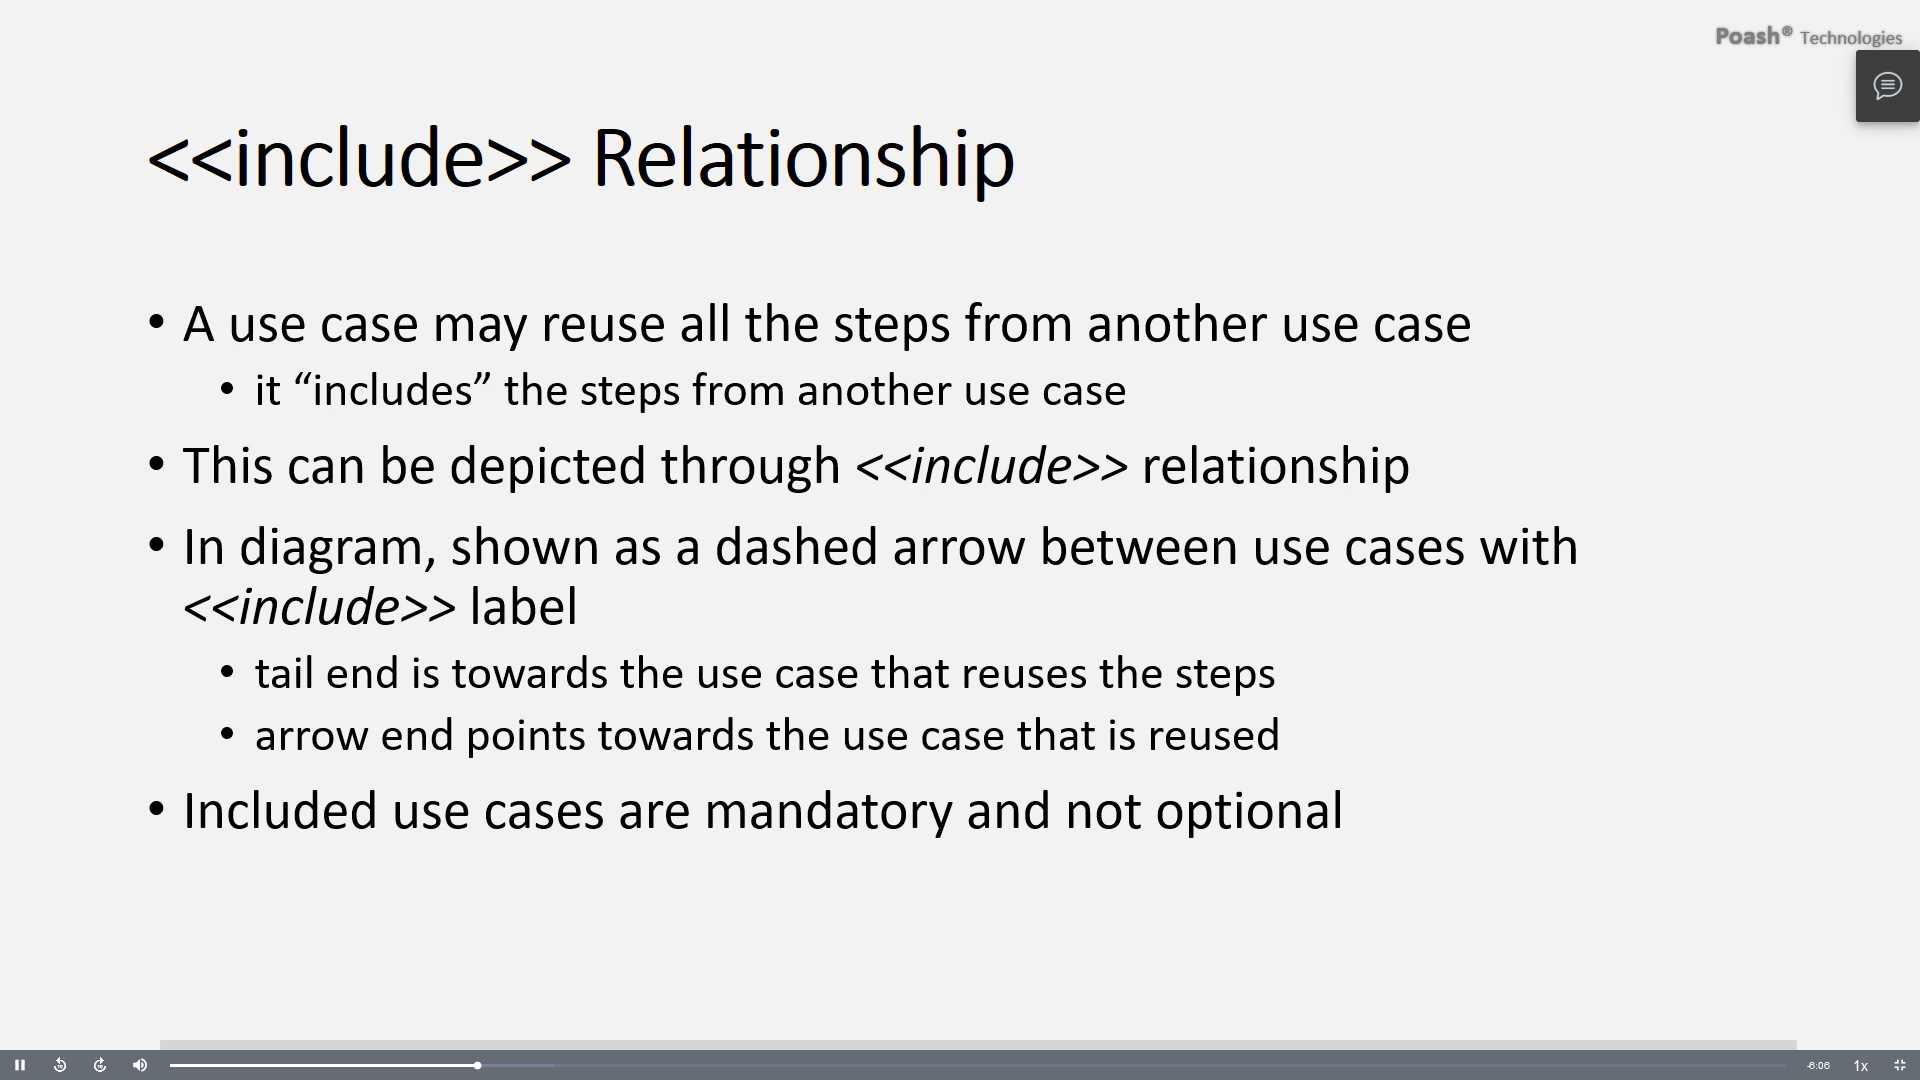 Poash® Technologies
<<include>> Relationship
• A use case may reuse all the steps from another use case
• it “includes” the steps from another use case
• This can be depicted through <<include>> relationship
• In diagram, shown as a dashed arrow between use cases with
<<include>> label
• tail end is towards the use case that reuses the steps
• arrow end points towards the use case that is reused
• Included use cases are mandatory and not optional
-6:06 1x